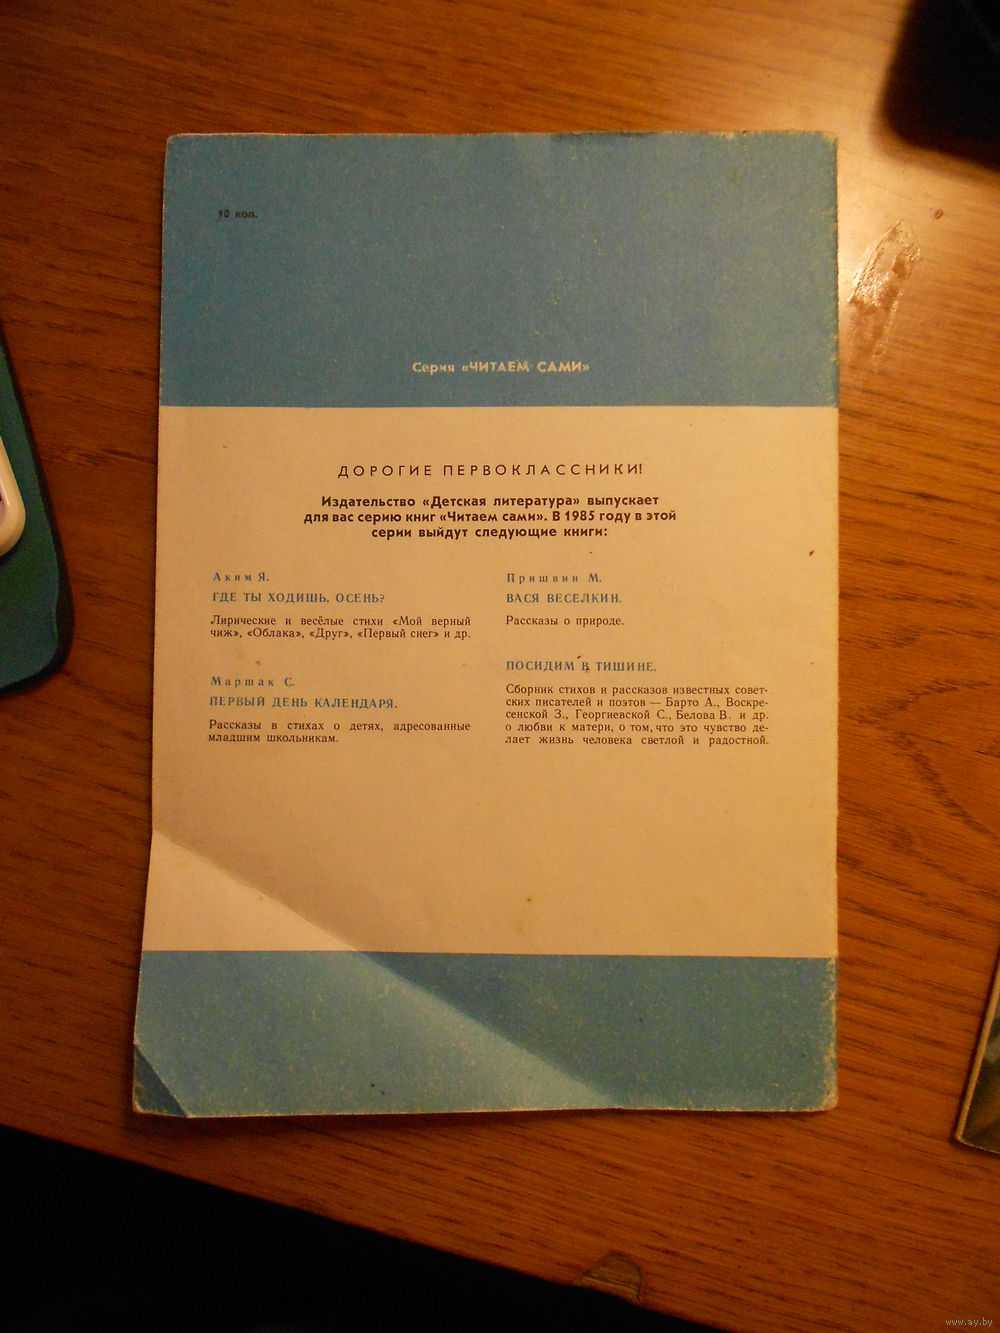 10 коп.
Серия «ЧИТАЕМ САМИ»
ДОРОГИЕ ПЕРВОКЛАССНИКИ!
Издательство «Детская литература» выпускает
для вас серию книг «Читаем сами». В 1985 году в этой
серии выйдут следующие книги:
Аким Я.
ГДЕ ТЫ ХОДИШЬ, ОСЕНЬ?
Лирические и весёлые стихи «Мой верный
чиж», «Облака», «Друг», «Первый снег» и др.
Маршак С.
ПЕРВЫЙ ДЕНЬ КАЛЕНДАРЯ.
Рассказы в стихах о детях, адресованные
младшим школьникам.
Пришвин М.
ВАСЯ ВЕСЕЛКИН.
Рассказы о природе.
ПОСИДИМ В ТИШИНЕ.
Сборник стихов и рассказов известных совет-
ских писателей и поэтов — Барто А., Воскре-
сенской З., Георгиевской С., Белова В. и др.
о любви к матери, о том, что это чувство де-
лает жизнь человека светлой и радостной.
www.ay.by